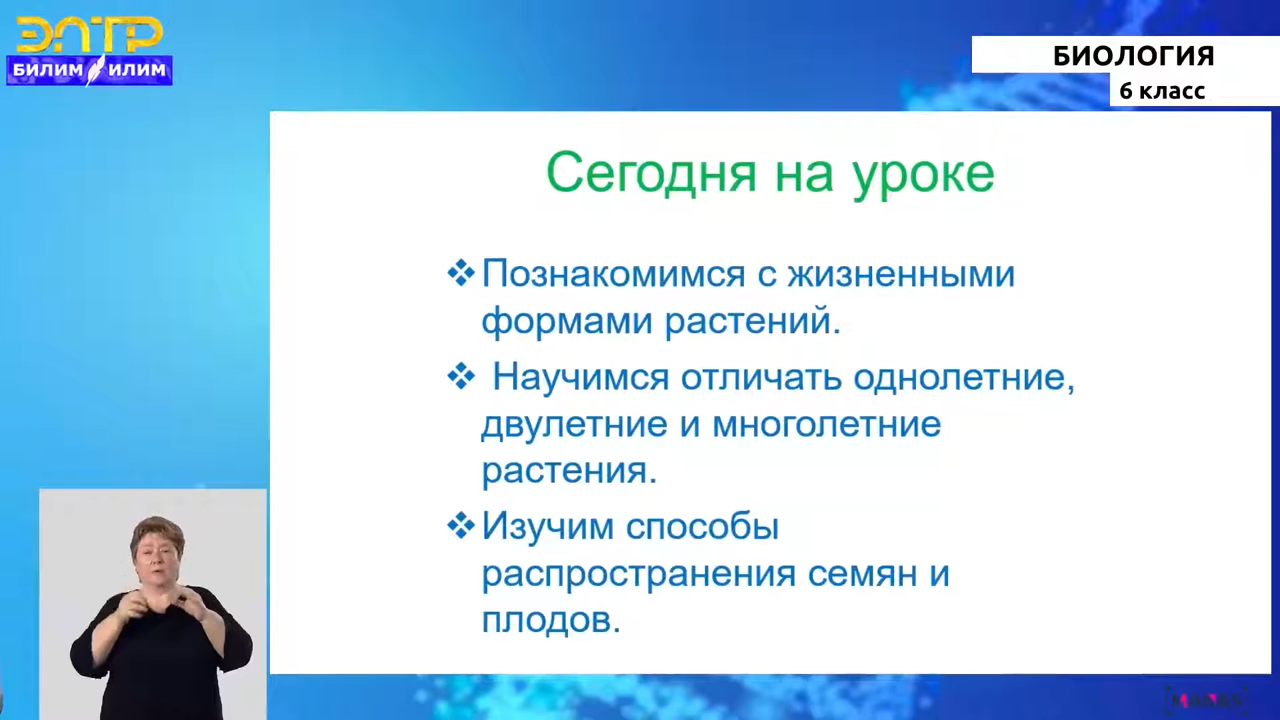 ЭЛТР
БИЛИМ ИЛИМ
БИОЛОГИЯ
6 класс
Сегодня на уроке
❖Познакомимся с жизненными
формами растений.
❖ Научимся отличать однолетние,
двулетние и многолетние
растения.
❖Изучим способы
распространения семян и
плодов.